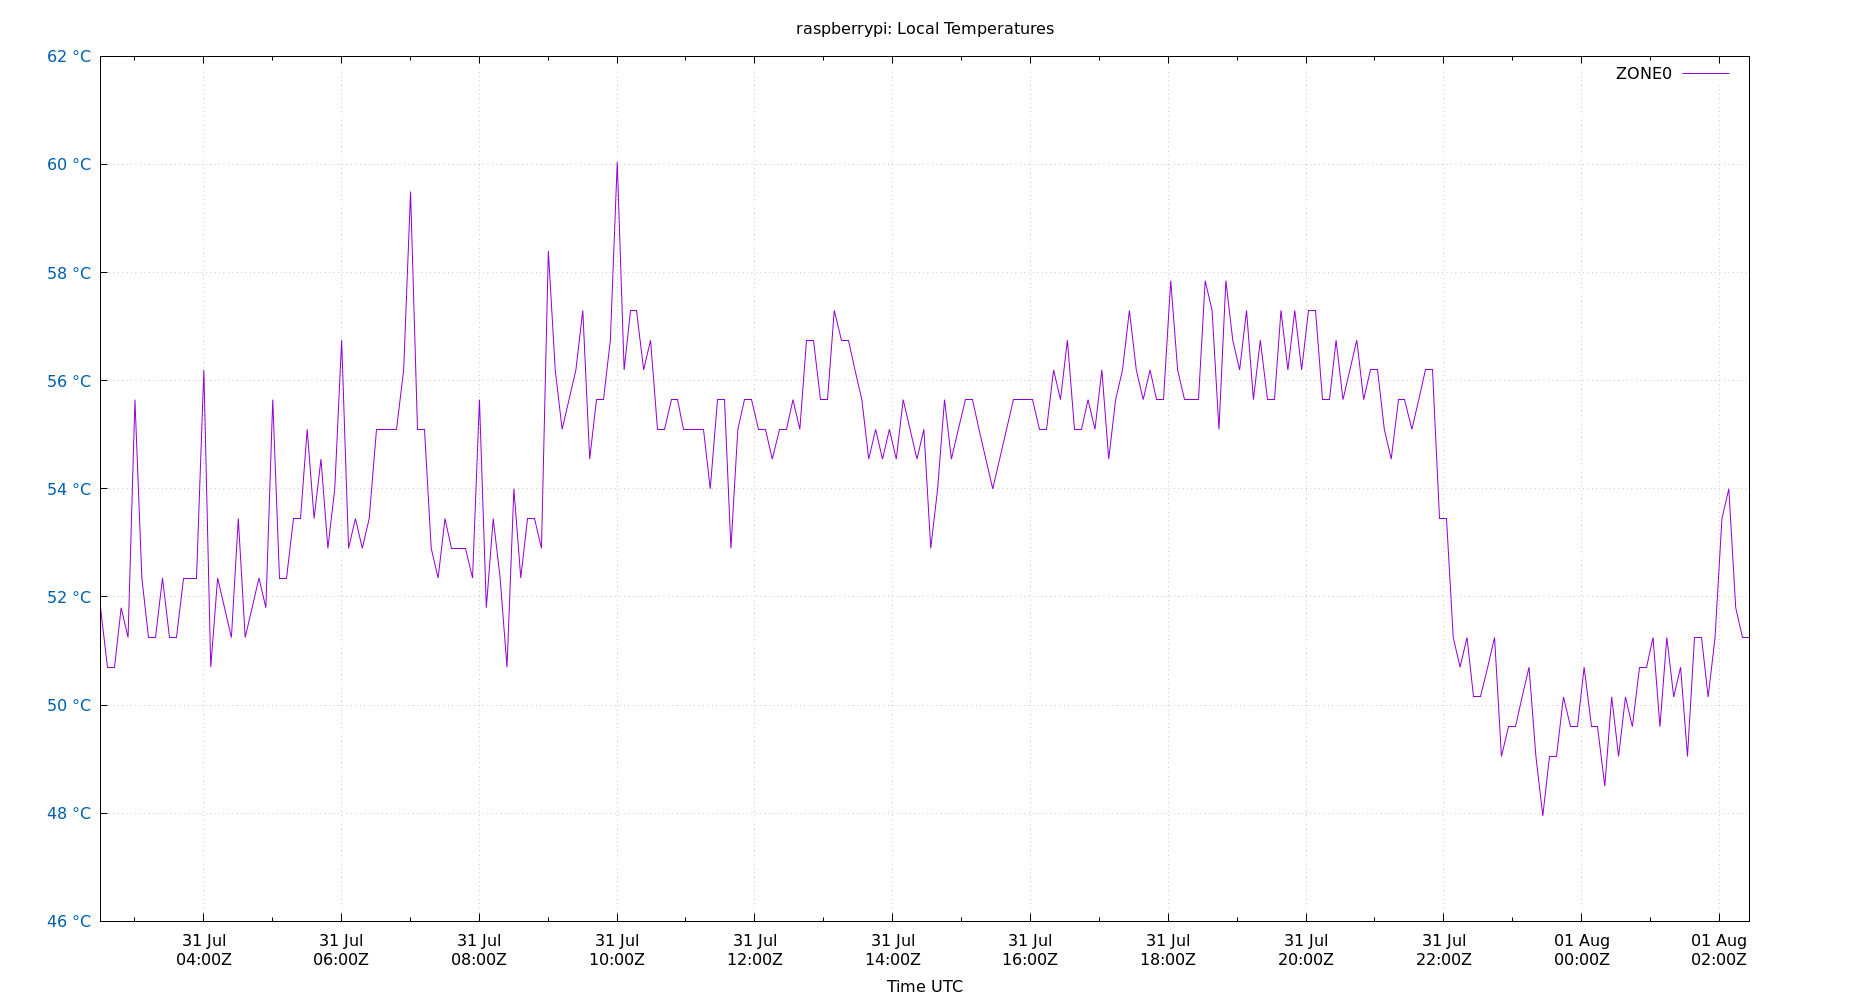 raspberrypi: Local Temperatures
ZONE0
62 °C
60 °C
58 °C
56 °C
54 °C
52 °C
50 °C
48 °C
46 °C
31 Jul 31 Jul 31 Jul 31 Jul 31 Jul 31 Jul 31 Jul 31 Jul 31 Jul 31 Jul 01 Aug 01 Aug
04:00Z 06:00Z 08:00Z 10:00Z 12:00Z 14:00Z 16:00Z 18:00Z 20:00Z 22:00Z 00:00Z 02:00Z
Time UTC